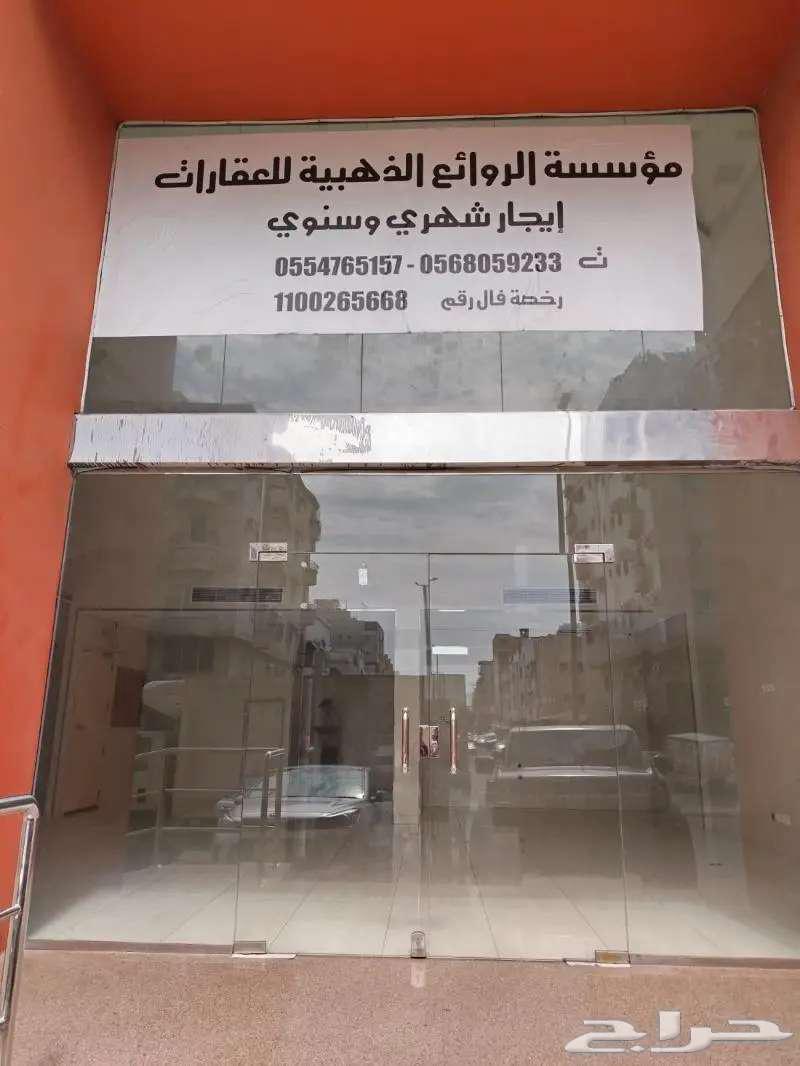 مؤسسة الروائع الذهبية للعقارات
إيجار شهري وسنوي
ت 0568059233 - 0554765157
رخصة فال رقم 1100265668
حراج